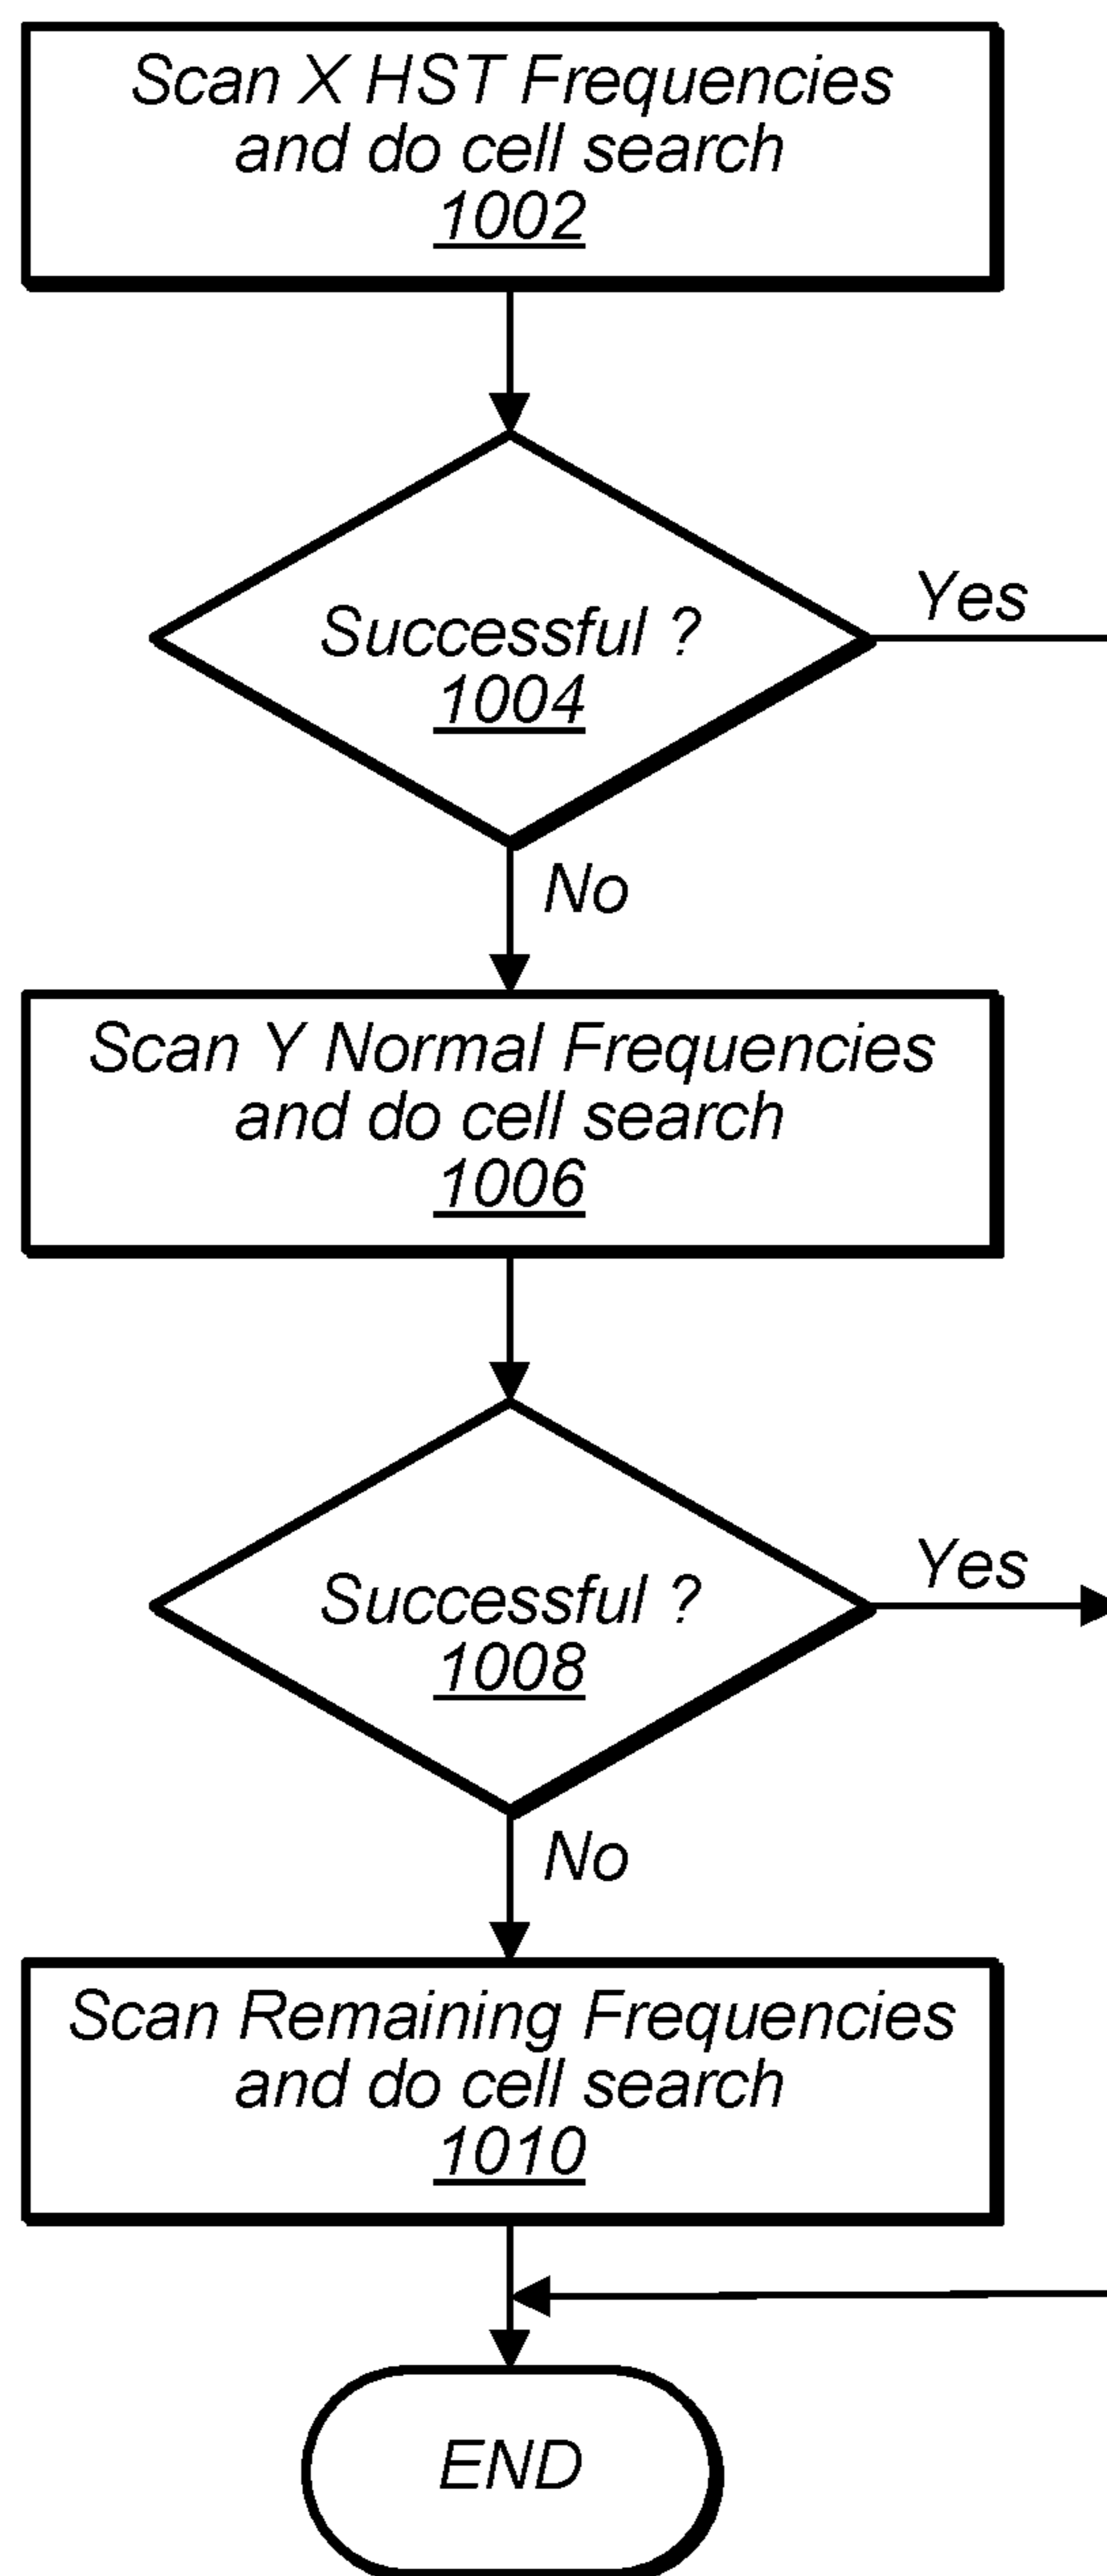 Scan X HST Frequencies
and do cell search
1002
Successful ?
1004
Yes
No
Scan Y Normal Frequencies
and do cell search
1006
Successful ?
1008
Yes
No
Scan Remaining Frequencies
and do cell search
1010
END